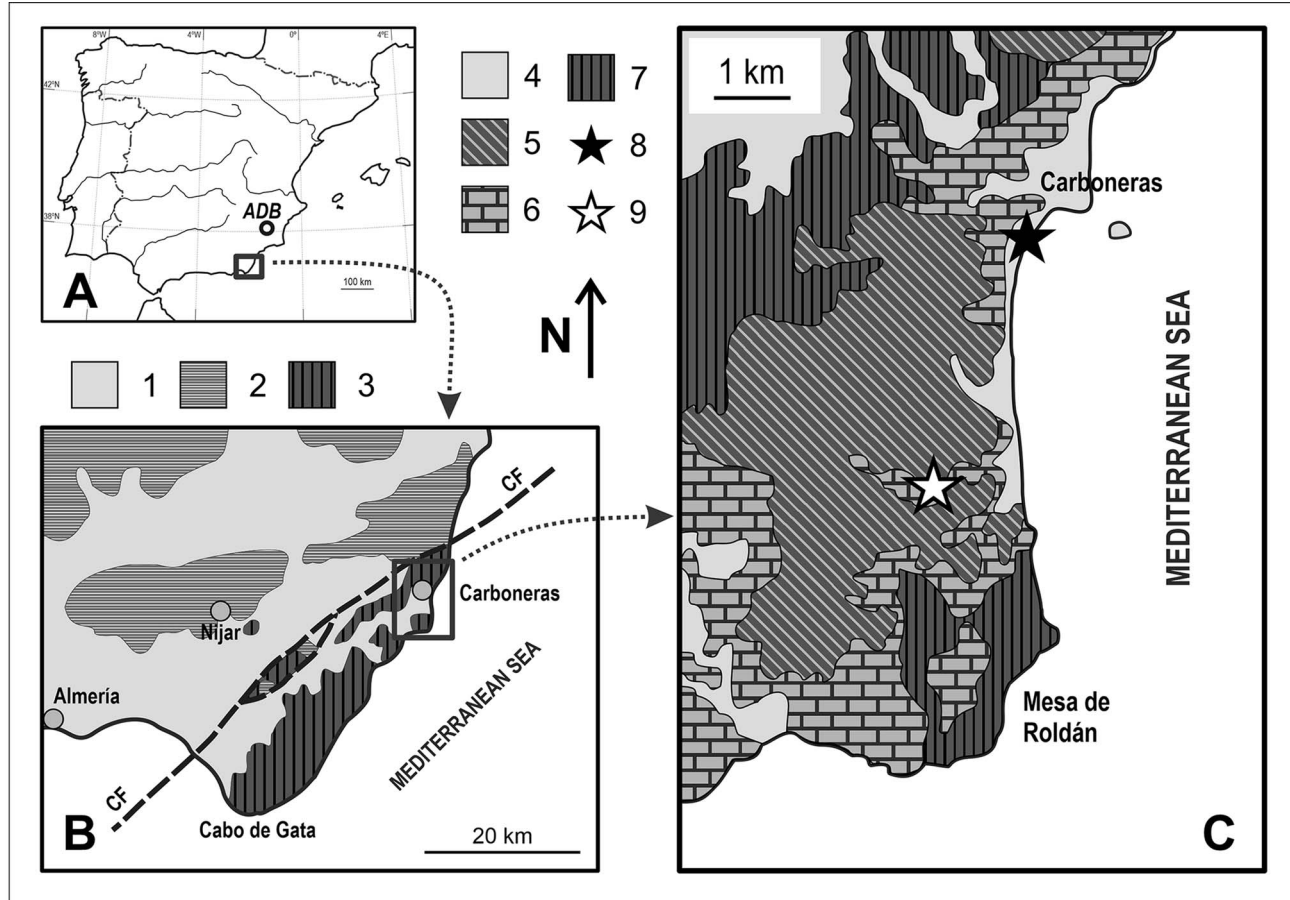 8°W
4°W
0°
4°E
42°N
38°N
ADB
A
100 km
4
7
5
8
6
9
N
1
2
3
CF
Carboneras
Níjar
Almería
MEDITERRANEAN SEA
CF
B
Cabo de Gata
20 km
1 km
Carboneras
MEDITERRANEAN SEA
Mesa de
Roldán
C